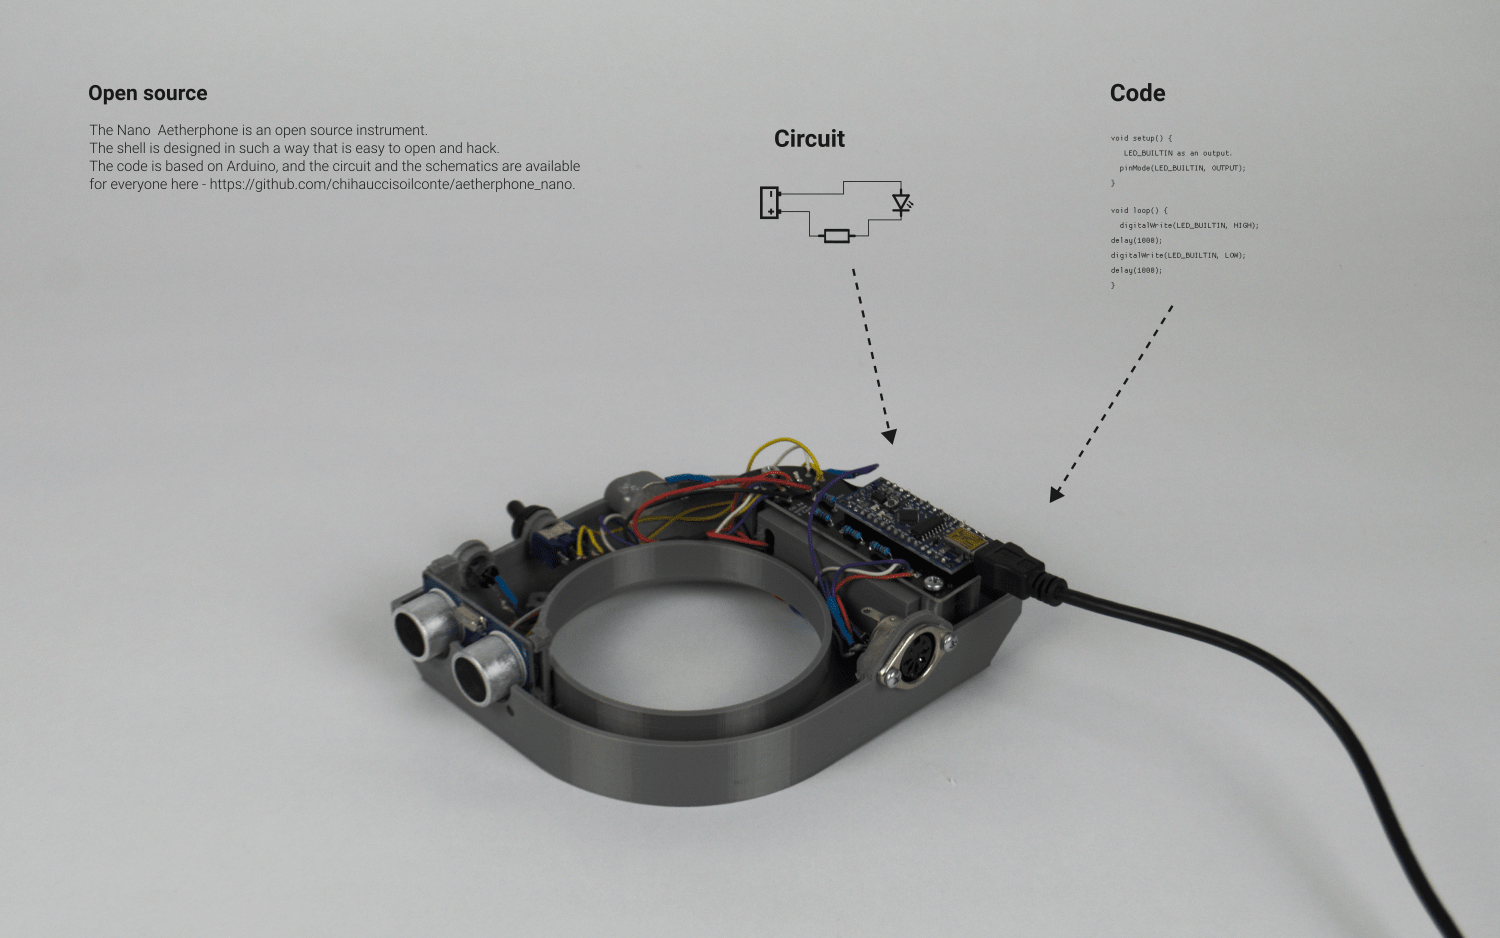 Open source
The Nano  Aetherphone is an open source instrument.
The shell is designed in such a way that is easy to open and hack.
The code is based on Arduino, and the circuit and the schematics are available
for everyone here - https://github.com/chihauccisoilconte/aetherphone_nano.
Circuit
Code
void setup() {
LED_BUILTIN as an output.
pinMode(LED_BUILTIN, OUTPUT);
}
void loop() {
digitalWrite(LED_BUILTIN, HIGH);
delay(1000);
digitalWrite(LED_BUILTIN, LOW);
delay(1000);
}